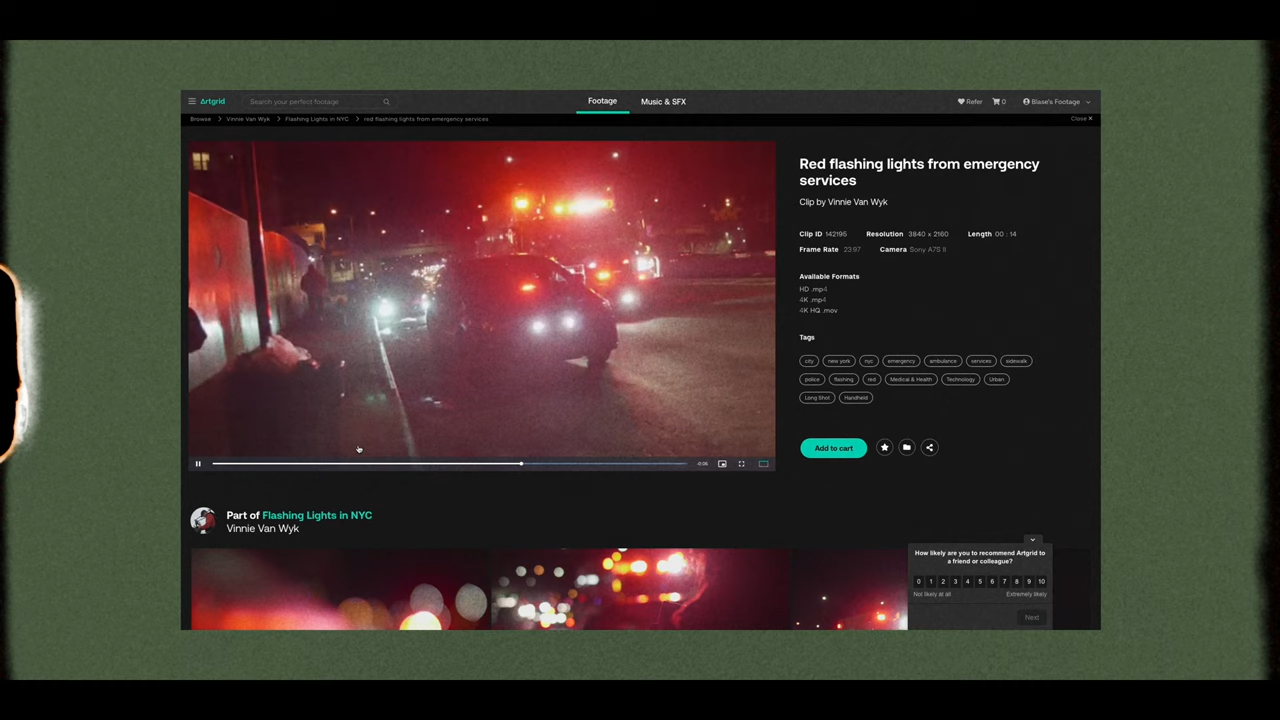 Artgrid
Search your perfect footage
Footage
Music & SFX
Refer
0
Biase's Footage
Browse > Vinnie Van Wyk > Flashing Lights in NYC > red flashing lights from emergency services
Close ×
Red flashing lights from emergency
services
Clip by Vinnie Van Wyk
Clip ID 142195 Resolution 3840 x 2160 Length 00 : 14
Frame Rate 23.97 Camera Sony A7S II
Available Formats
HD .mp4
4K .mp4
4K HQ .mov
Tags
city new york nyc emergency ambulance services sidewalk
police flashing red Medical & Health Technology Urban
Long Shot Handheld
Add to cart
-0:06
Part of Flashing Lights in NYC
Vinnie Van Wyk
How likely are you to recommend Artgrid to
a friend or colleague?
0 1 2 3 4 5 6 7 8 9 10
Not likely at all Extremely likely
Next